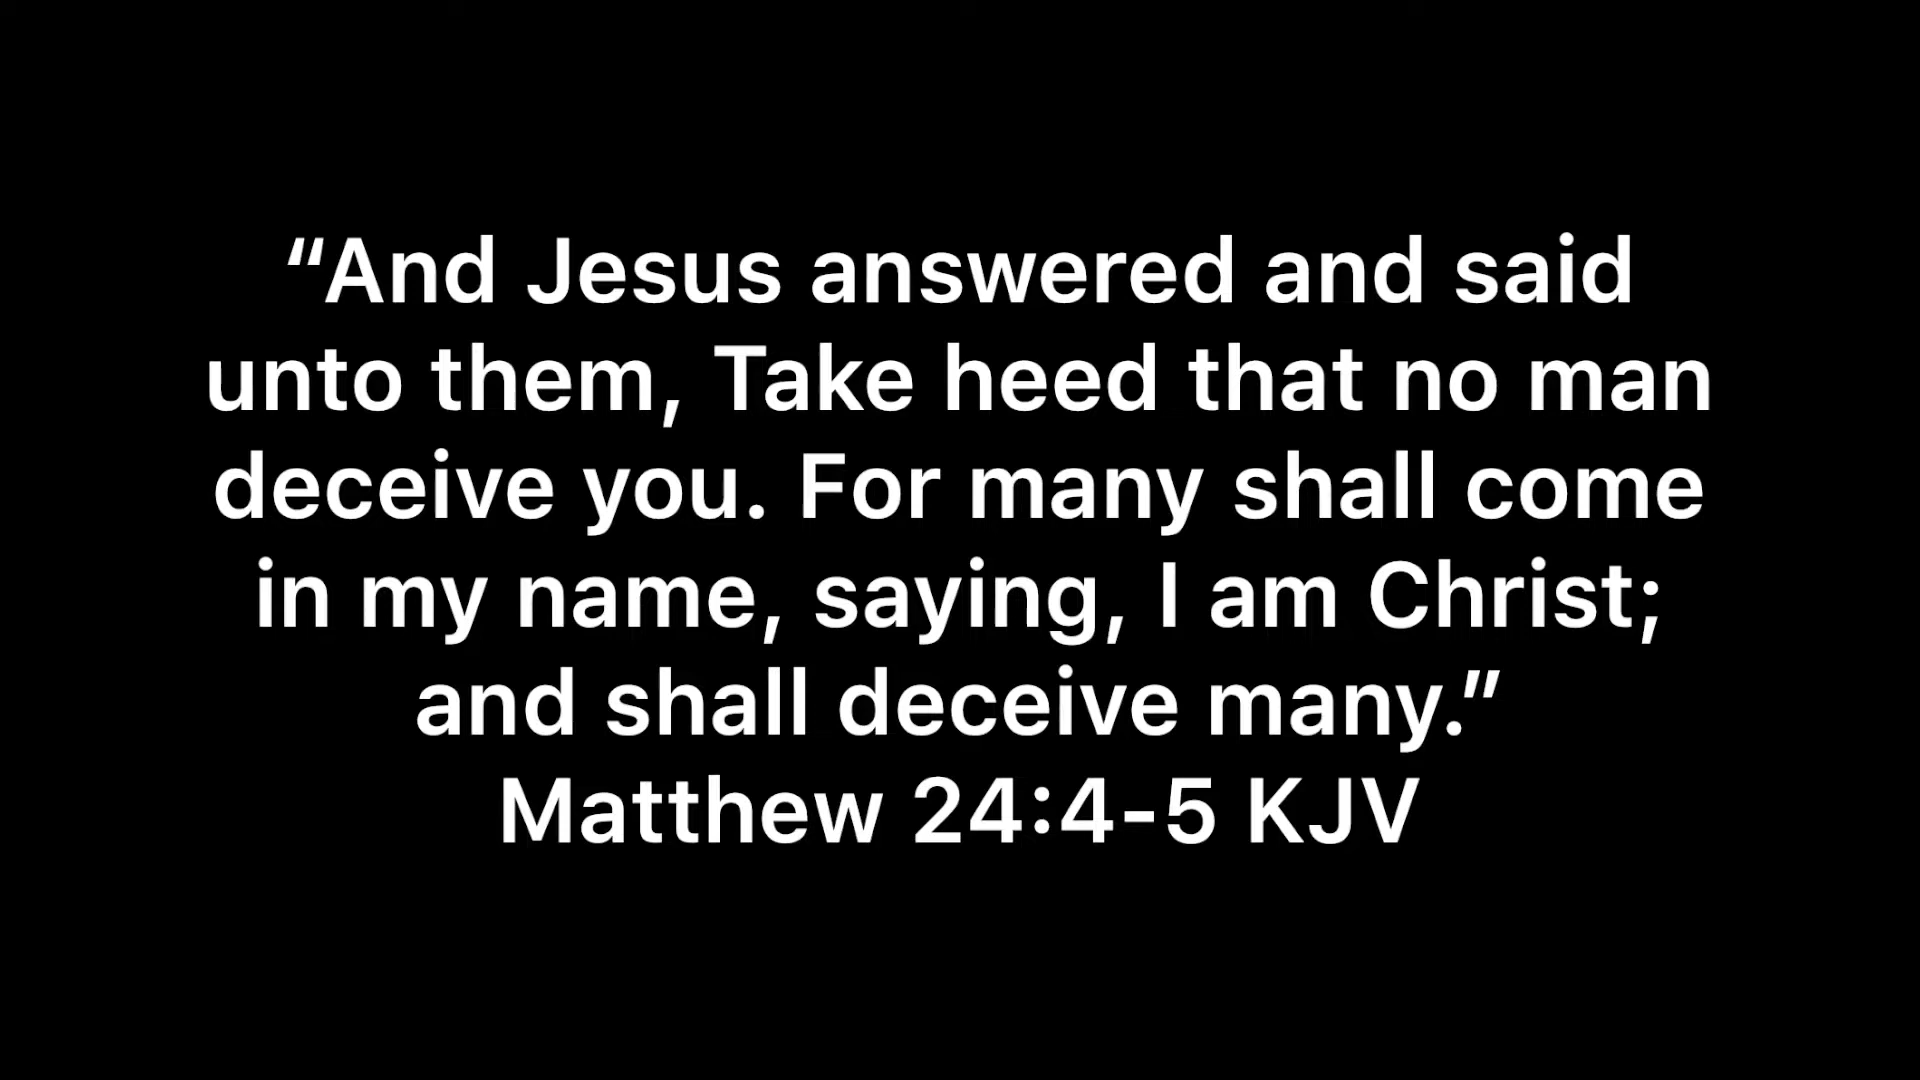 “And Jesus answered and said
unto them, Take heed that no man
deceive you. For many shall come
in my name, saying, I am Christ;
and shall deceive many.”
Matthew 24:4-5 KJV